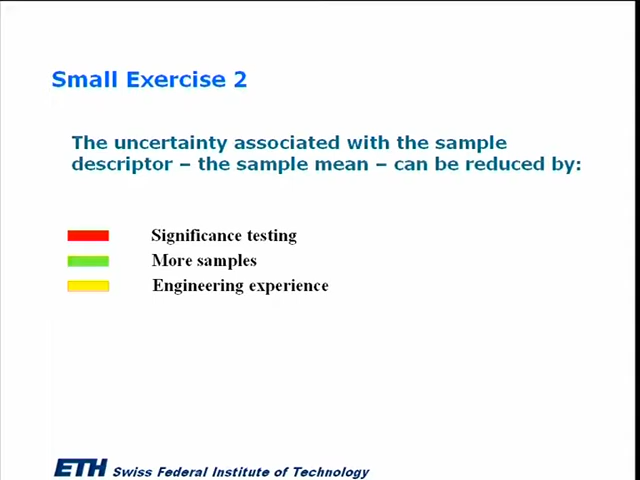 Small Exercise 2
The uncertainty associated with the sample
descriptor – the sample mean – can be reduced by:
Significance testing
More samples
Engineering experience
ETH Swiss Federal Institute of Technology